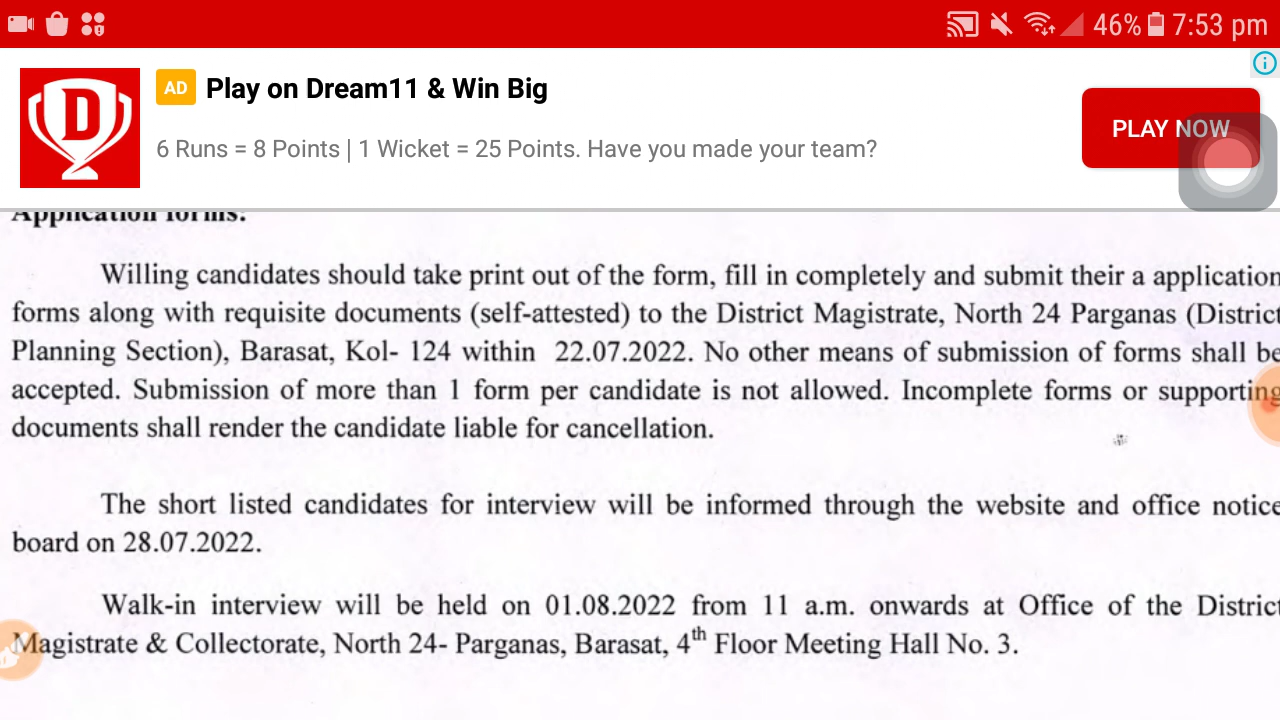 46% 7:53 pm
D
AD Play on Dream11 & Win Big
6 Runs = 8 Points | 1 Wicket = 25 Points. Have you made your team?
PLAY NOW
Application forms:
Willing candidates should take print out of the form, fill in completely and submit their a application
forms along with requisite documents (self-attested) to the District Magistrate, North 24 Parganas (District
Planning Section), Barasat, Kol- 124 within 22.07.2022. No other means of submission of forms shall be
accepted. Submission of more than 1 form per candidate is not allowed. Incomplete forms or supporting
documents shall render the candidate liable for cancellation.
The short listed candidates for interview will be informed through the website and office notice
board on 28.07.2022.
Walk-in interview will be held on 01.08.2022 from 11 a.m. onwards at Office of the District
Magistrate & Collectorate, North 24- Parganas, Barasat, 4th Floor Meeting Hall No. 3.